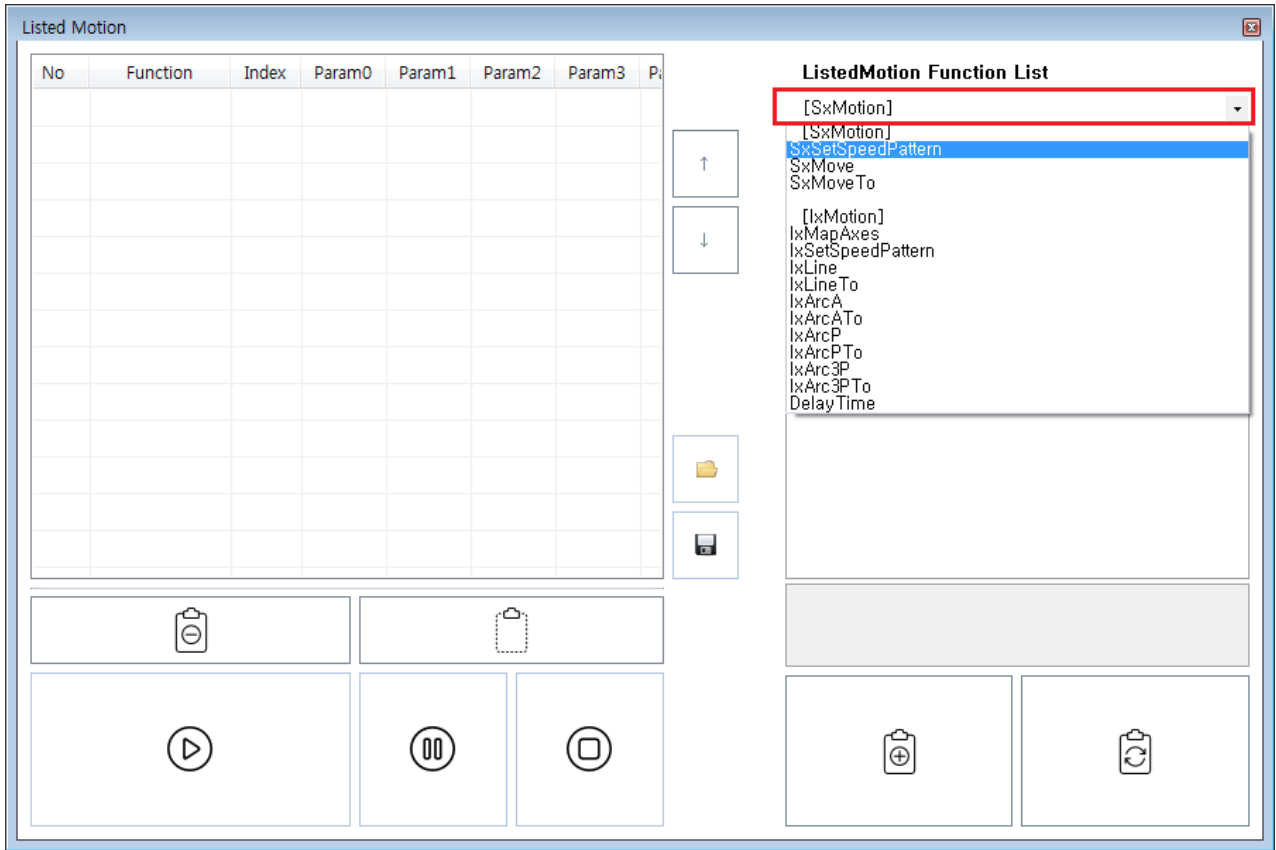 Listed Motion
No Function Index Param0 Param1 Param2 Param3 Pa
ListedMotion Function List
[SxMotion]
[SxMotion]
SxSetSpeedPattern
SxMove
SxMoveTo
[IxMotion]
IxMapAxes
IxSetSpeedPattern
IxLine
IxLineTo
IxArcA
IxArcATo
IxArcP
IxArcPTo
IxArc3P
IxArc3PTo
DelayTime